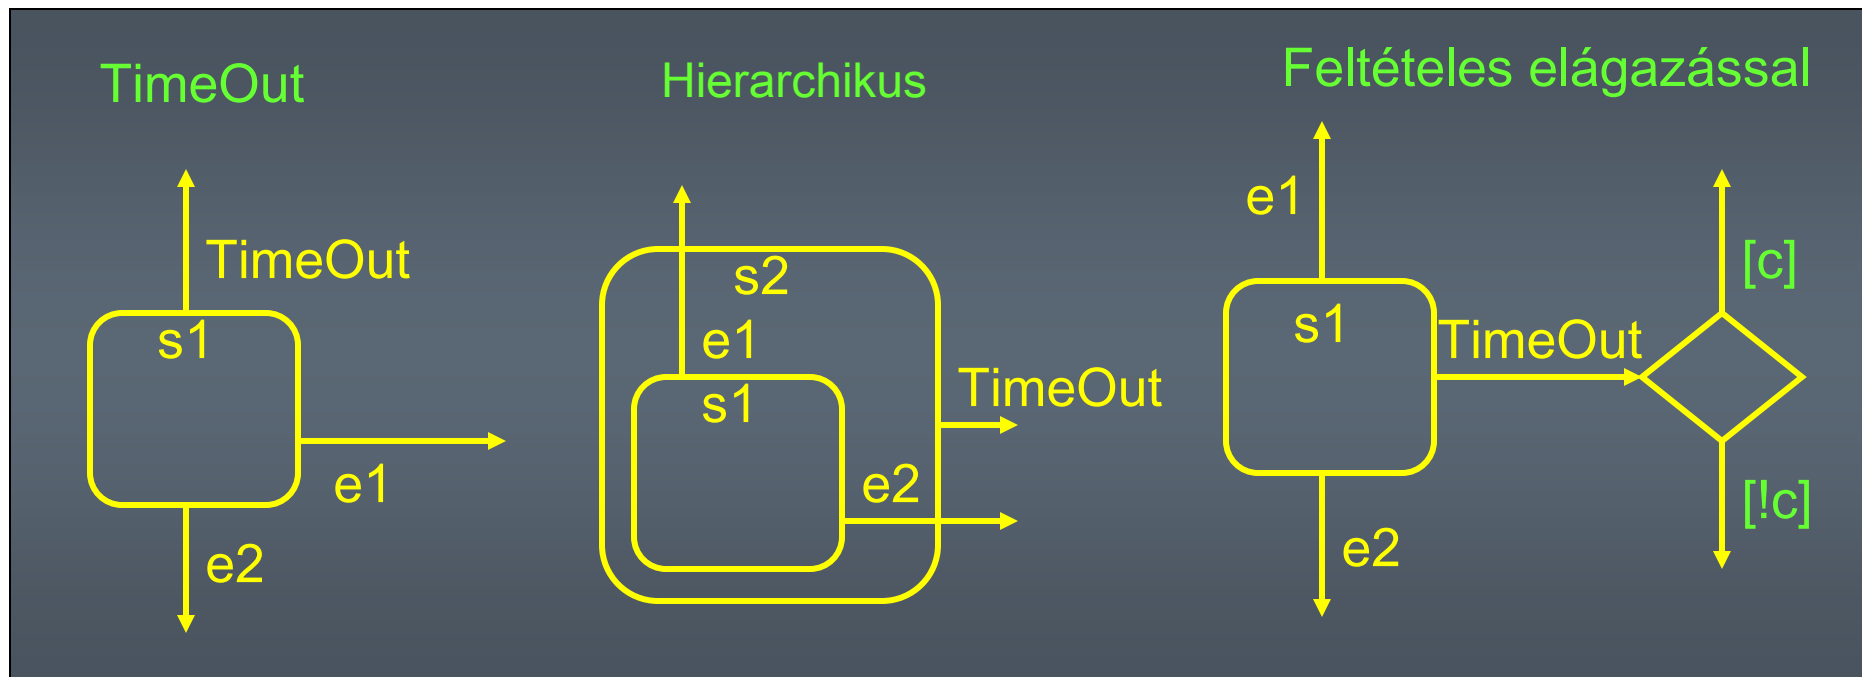 TimeOut
TimeOut
s1
e1
e2
Hierarchikus
s2
e1
s1
TimeOut
e2
Feltételes elágazással
e1
[c]
s1
TimeOut
[!c]
e2